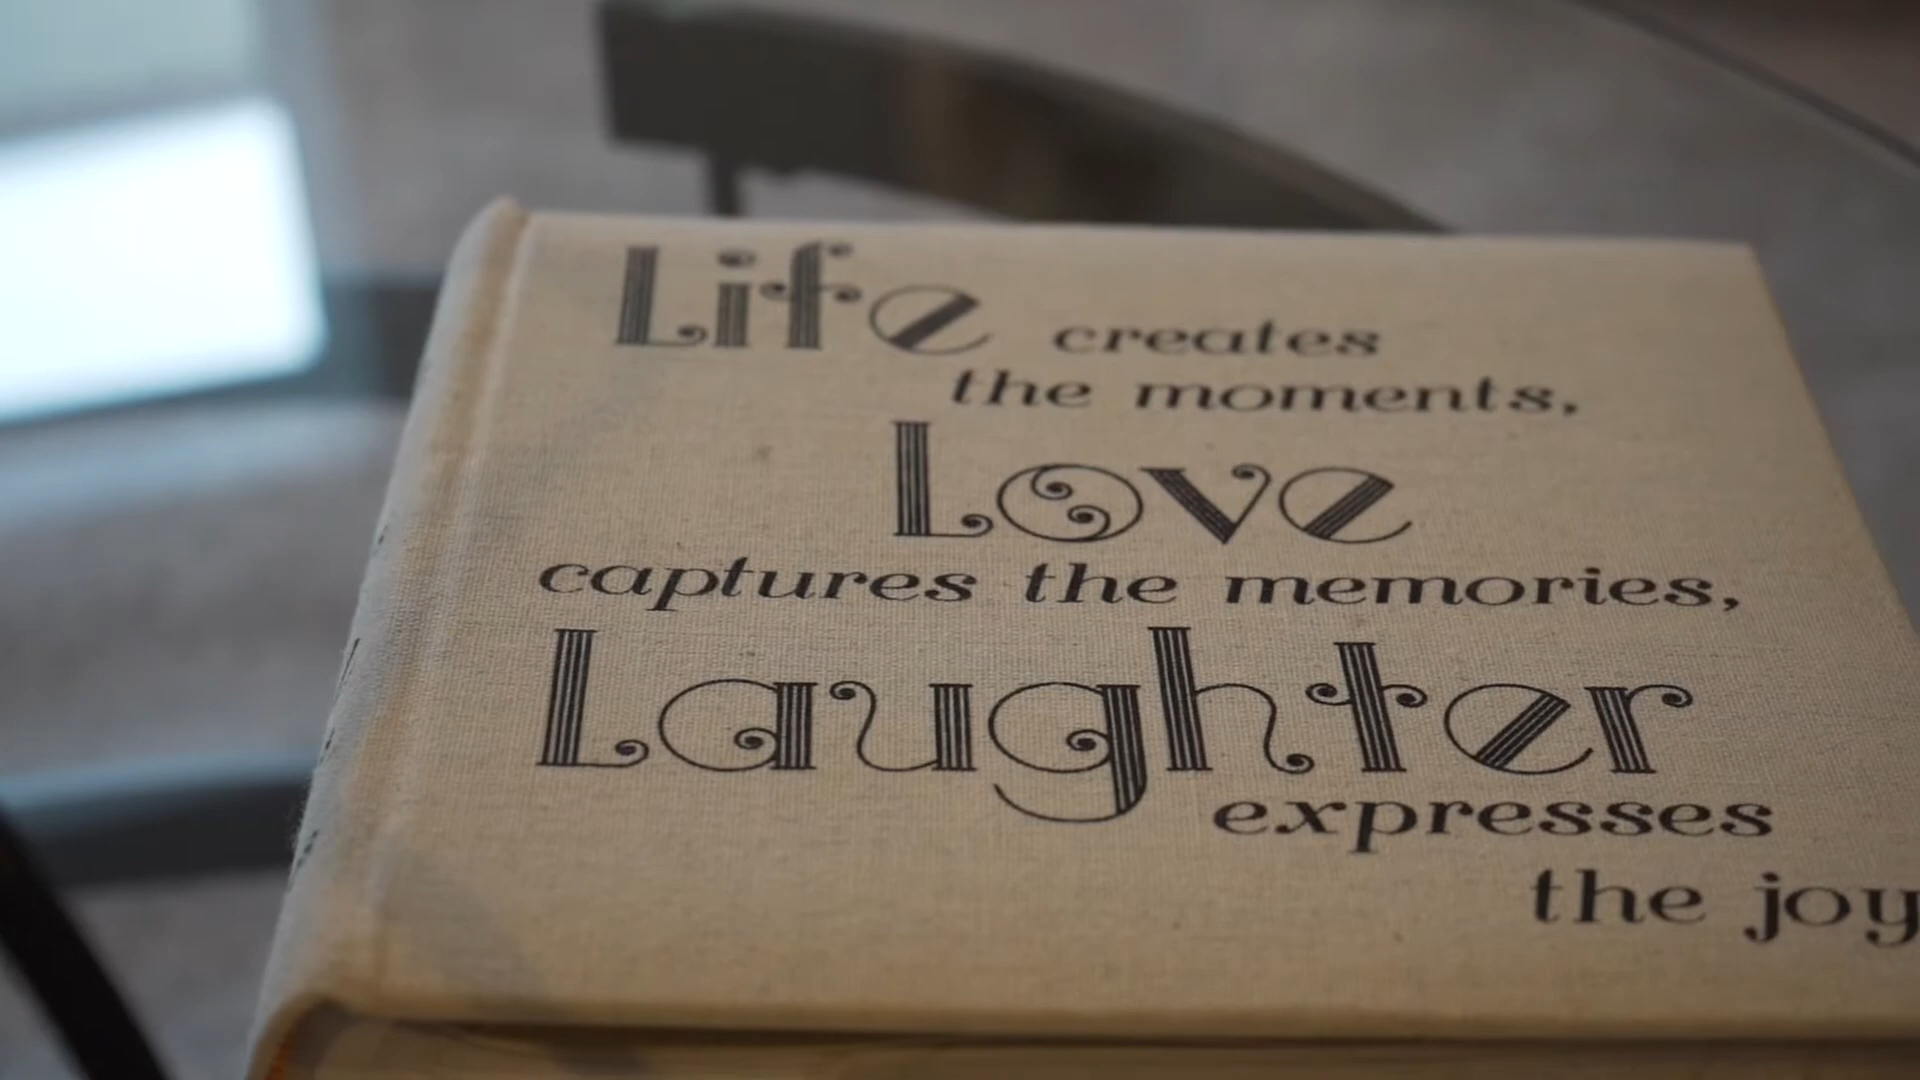 Life creates
the moments,
Love
captures the memories,
Laughter
expresses
the joy